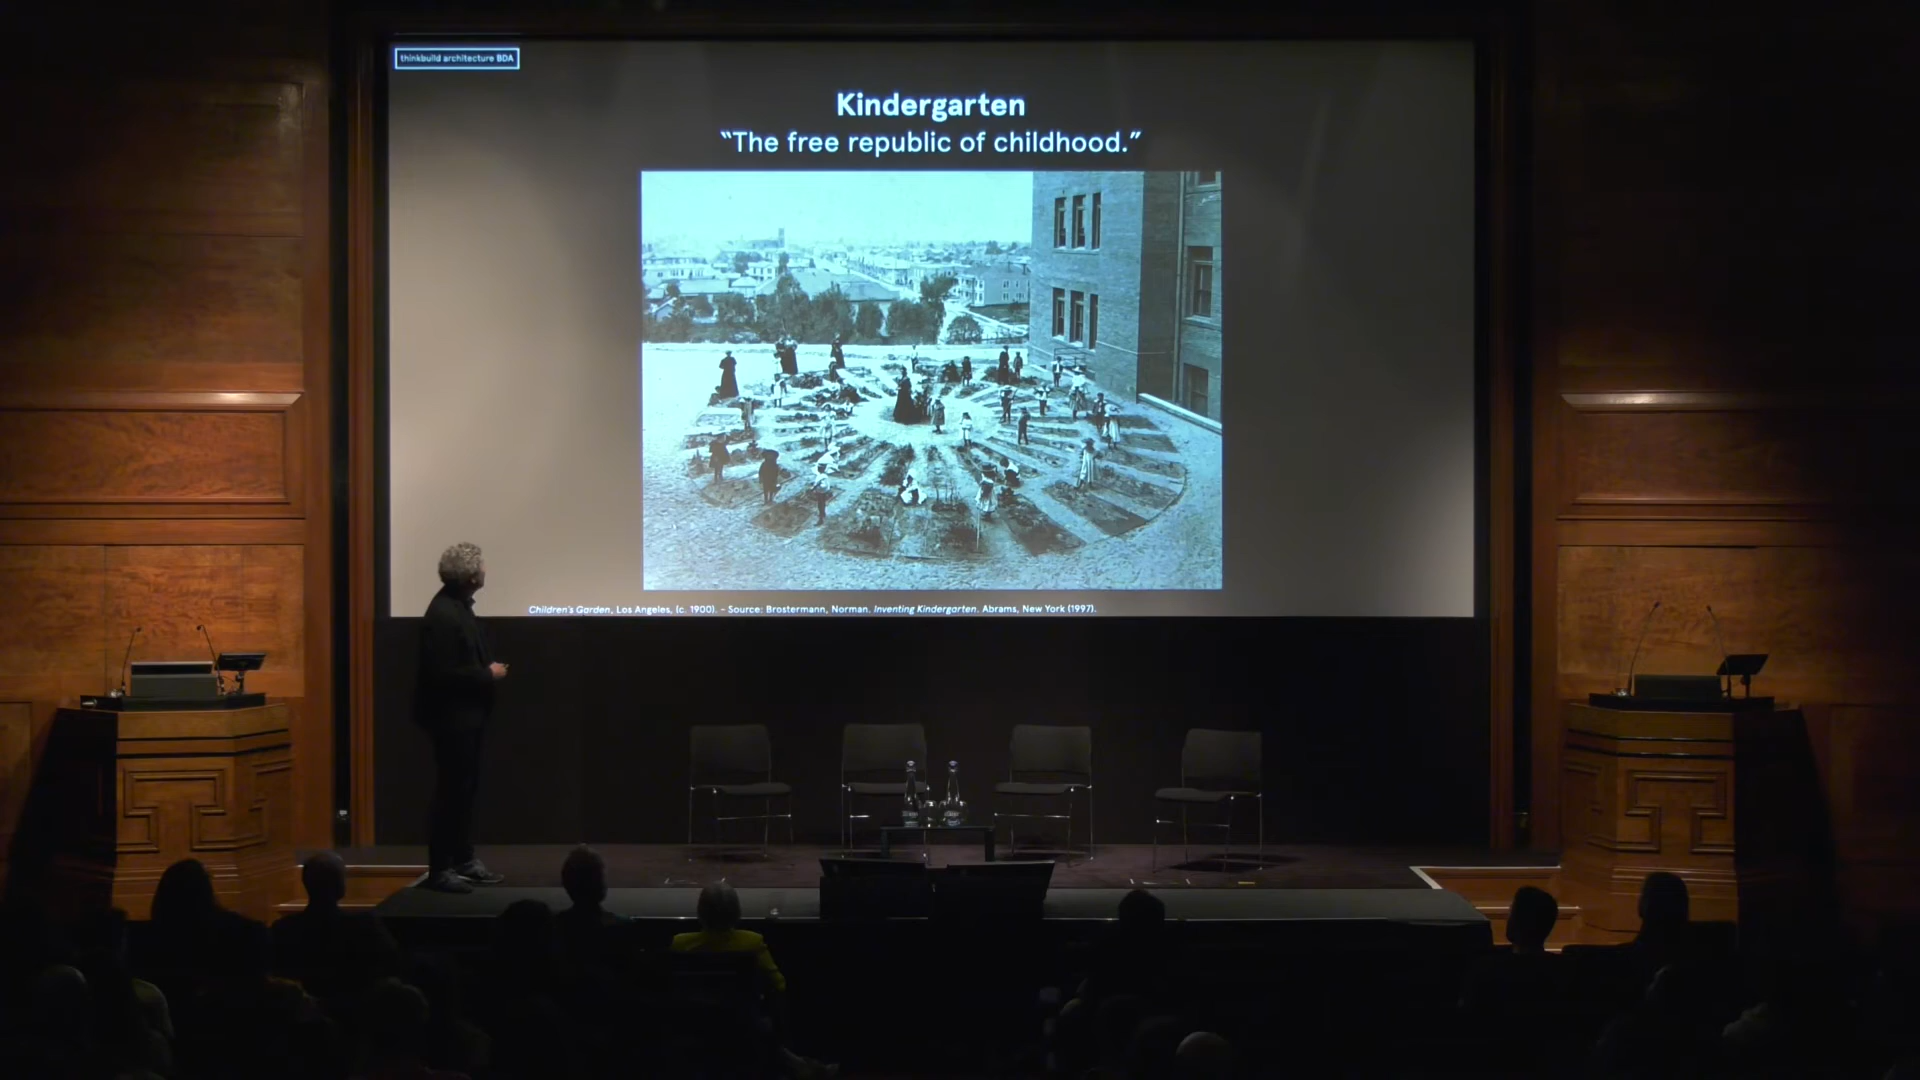 thinkbuild architecture BDA
Kindergarten
“The free republic of childhood.”
Children's Garden, Los Angeles, (c. 1900). – Source: Brostermann, Norman. Inventing Kindergarten. Abrams, New York (1997).